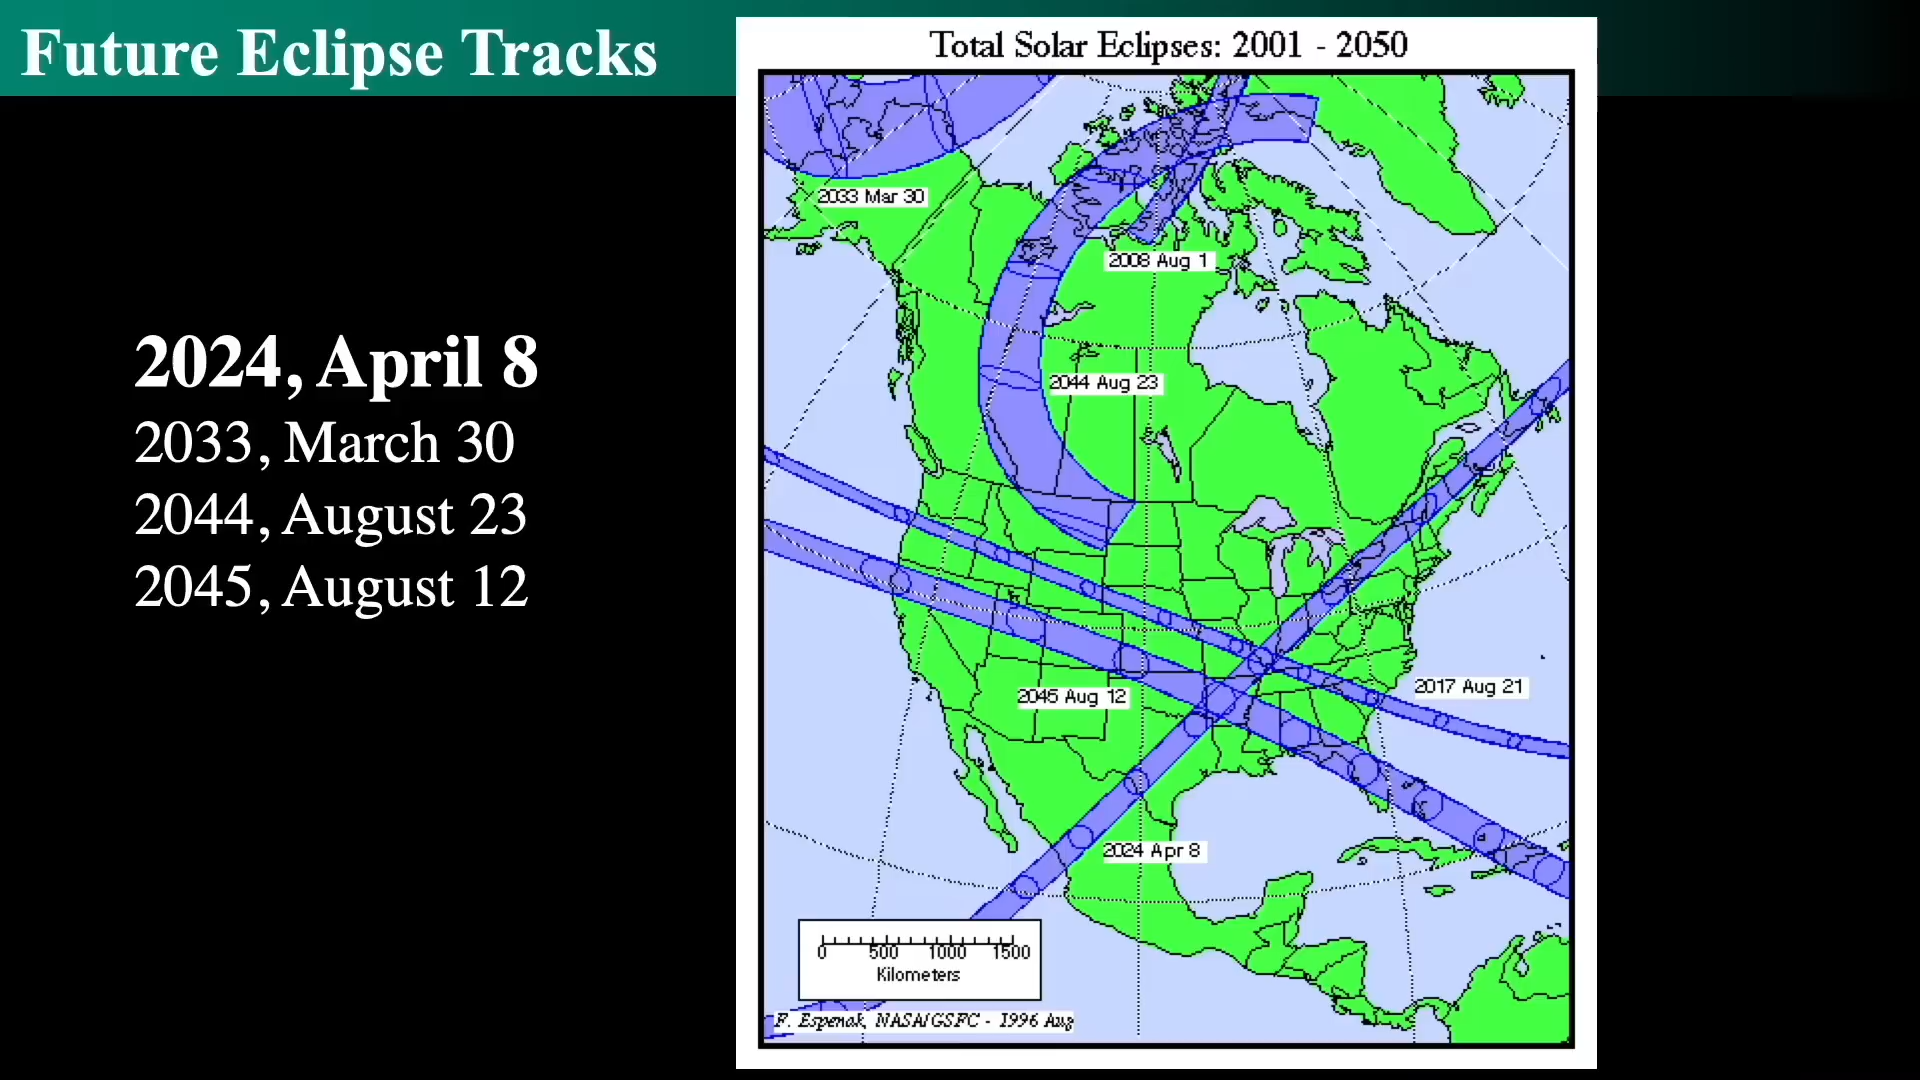 Future Eclipse Tracks
2024, April 8
2033, March 30
2044, August 23
2045, August 12
Total Solar Eclipses: 2001 - 2050
2033 Mar 30
2008 Aug 1
2044 Aug 23
2045 Aug 12
2017 Aug 21
2024 Apr 8
0 500 1000 1500
Kilometers
F. Espenak, NASA/GSFC - 1996 Aug